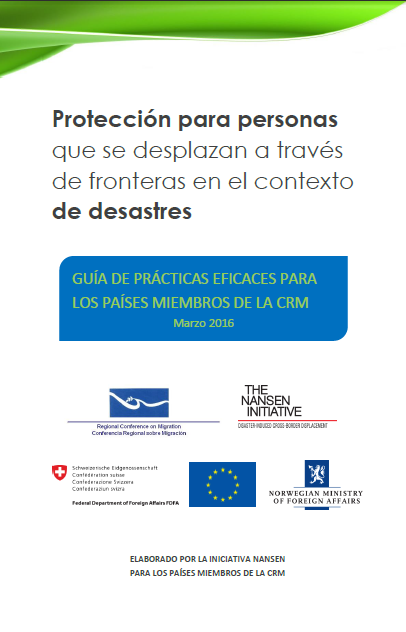 Protección para personas
que se desplazan a través
de fronteras en el contexto
de desastres
GUÍA DE PRÁCTICAS EFICACES PARA
LOS PAÍSES MIEMBROS DE LA CRM
Marzo 2016
Regional Conference on Migration
Conferencia Regional sobre Migración
THE
NANSEN
INITIATIVE
DISASTER-INDUCED CROSS-BORDER DISPLACEMENT
Schweizerische Eidgenossenschaft
Confédération suisse
Confederazione Svizzera
Confederaziun svizra
Federal Department of Foreign Affairs FDFA
NORWEGIAN MINISTRY
OF FOREIGN AFFAIRS
ELABORADO POR LA INICIATIVA NANSEN
PARA LOS PAÍSES MIEMBROS DE LA CRM